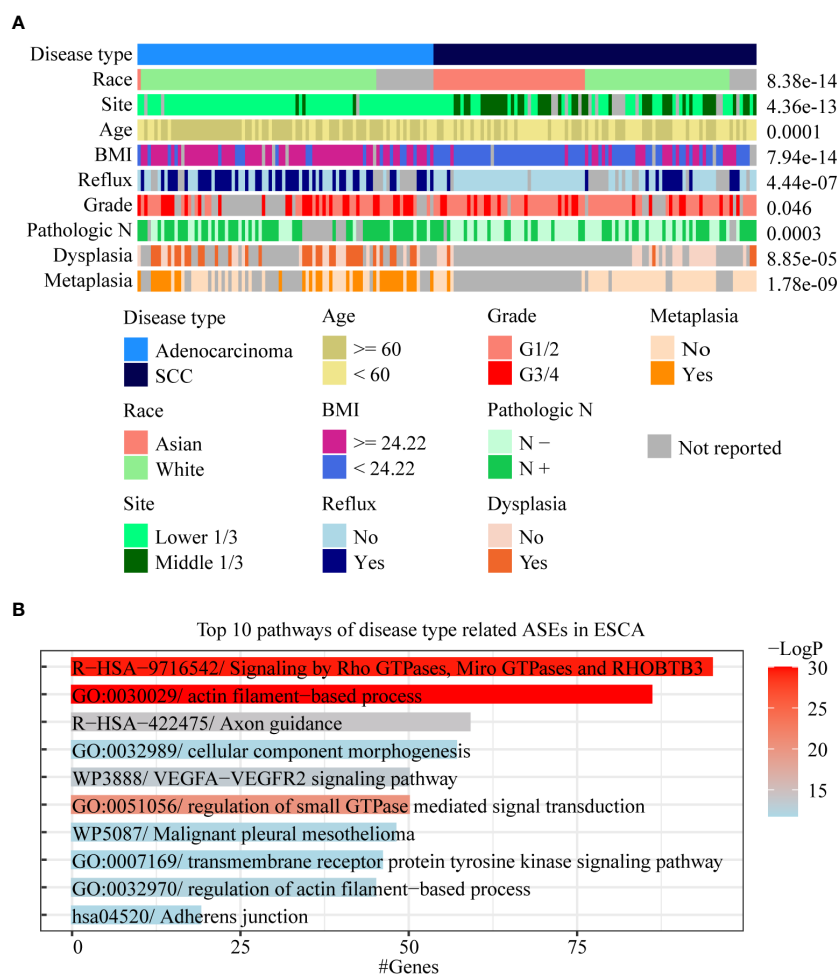 A
Disease type
Race 8.38e-14
Site 4.36e-13
Age 0.0001
BMI 7.94e-14
Reflux 4.44e-07
Grade 0.046
Pathologic N 0.0003
Dysplasia 8.85e-05
Metaplasia 1.78e-09
Disease type Age Grade Metaplasia
Adenocarcinoma >= 60 G1/2 No
SCC < 60 G3/4 Yes
Race BMI Pathologic N
Asian >= 24.22 N − Not reported
White < 24.22 N +
Site Reflux Dysplasia
Lower 1/3 No No
Middle 1/3 Yes Yes
B
Top 10 pathways of disease type related ASEs in ESCA
−LogP
R−HSA−9716542/ Signaling by Rho GTPases, Miro GTPases and RHOBTB3 30
GO:0030029/ actin filament−based process
R−HSA−422475/ Axon guidance 25
GO:0032989/ cellular component morphogenesis
WP3888/ VEGFA−VEGFR2 signaling pathway 20
GO:0051056/ regulation of small GTPase mediated signal transduction 15
WP5087/ Malignant pleural mesothelioma
GO:0007169/ transmembrane receptor protein tyrosine kinase signaling pathway
GO:0032970/ regulation of actin filament−based process
hsa04520/ Adherens junction
0 25 50 75
#Genes